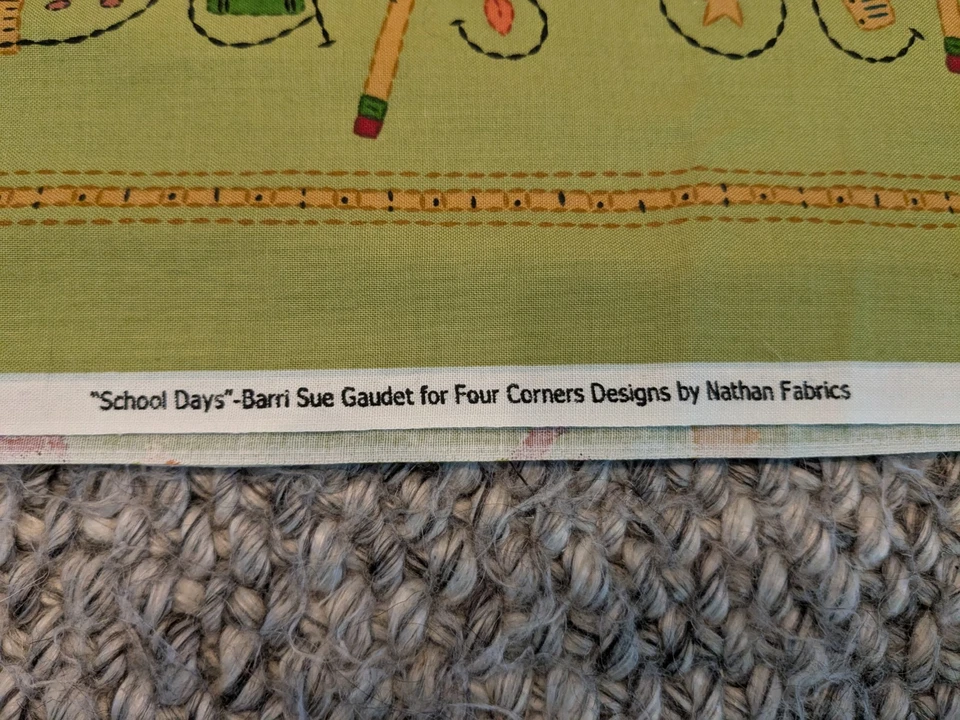 "School Days"-Barri Sue Gaudet for Four Corners Designs by Nathan Fabrics